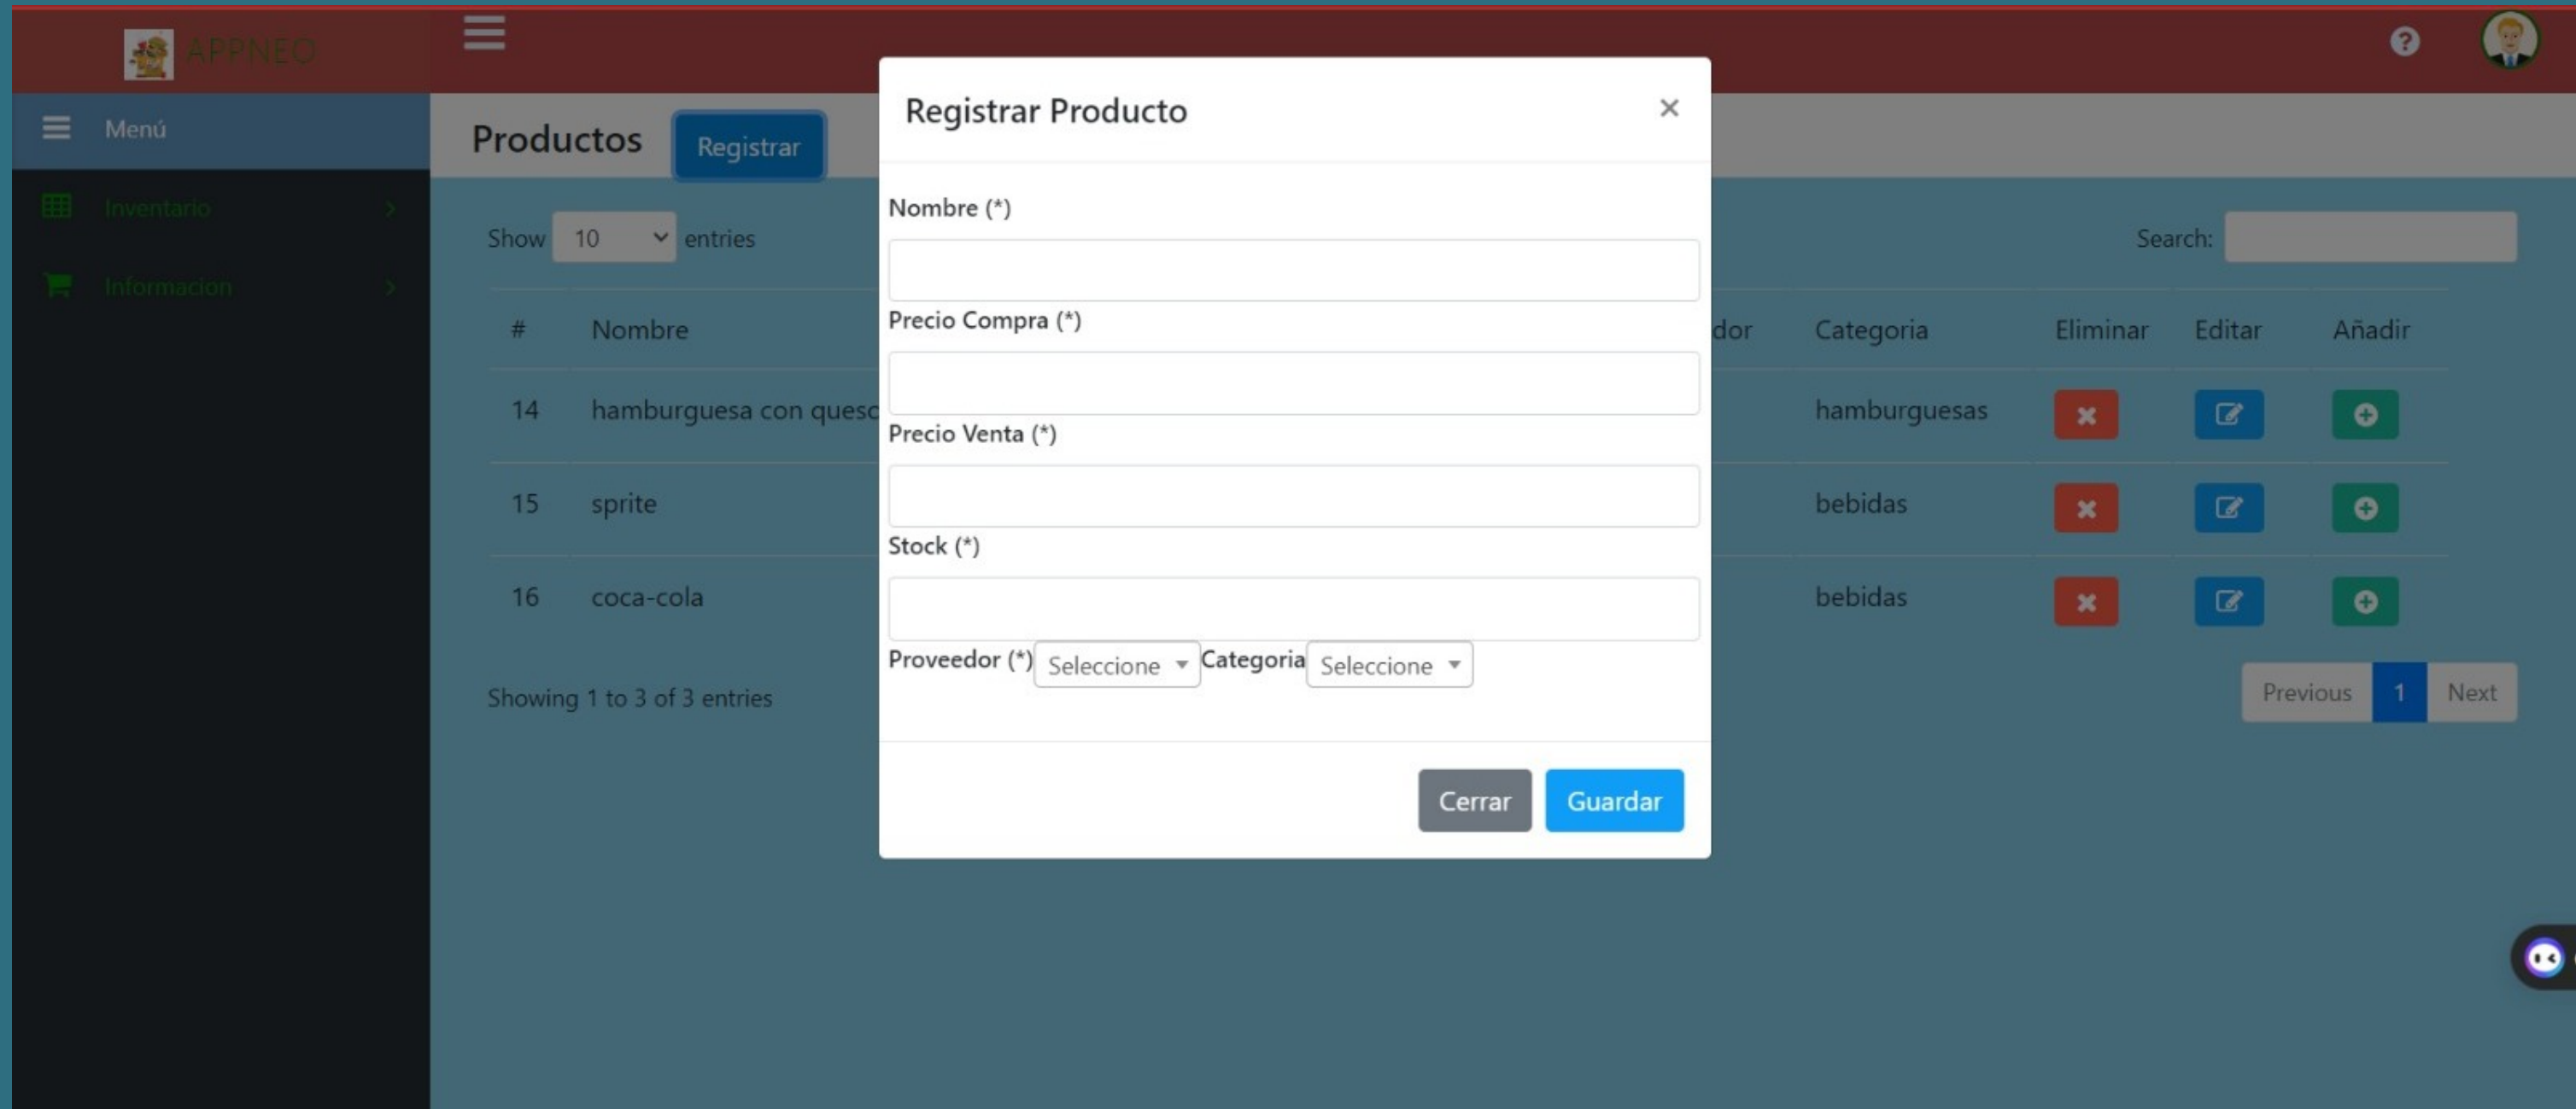 APPNEO
Menú
Inventario
Informacion
Productos Registrar
Show 10 entries
Search:
# Nombre dor Categoria Eliminar Editar Añadir
14 hamburguesa con queso hamburguesas
15 sprite bebidas
16 coca-cola bebidas
Showing 1 to 3 of 3 entries
Previous 1 Next
Registrar Producto ×
Nombre (*)
Precio Compra (*)
Precio Venta (*)
Stock (*)
Proveedor (*) Seleccione Categoria Seleccione
Cerrar Guardar